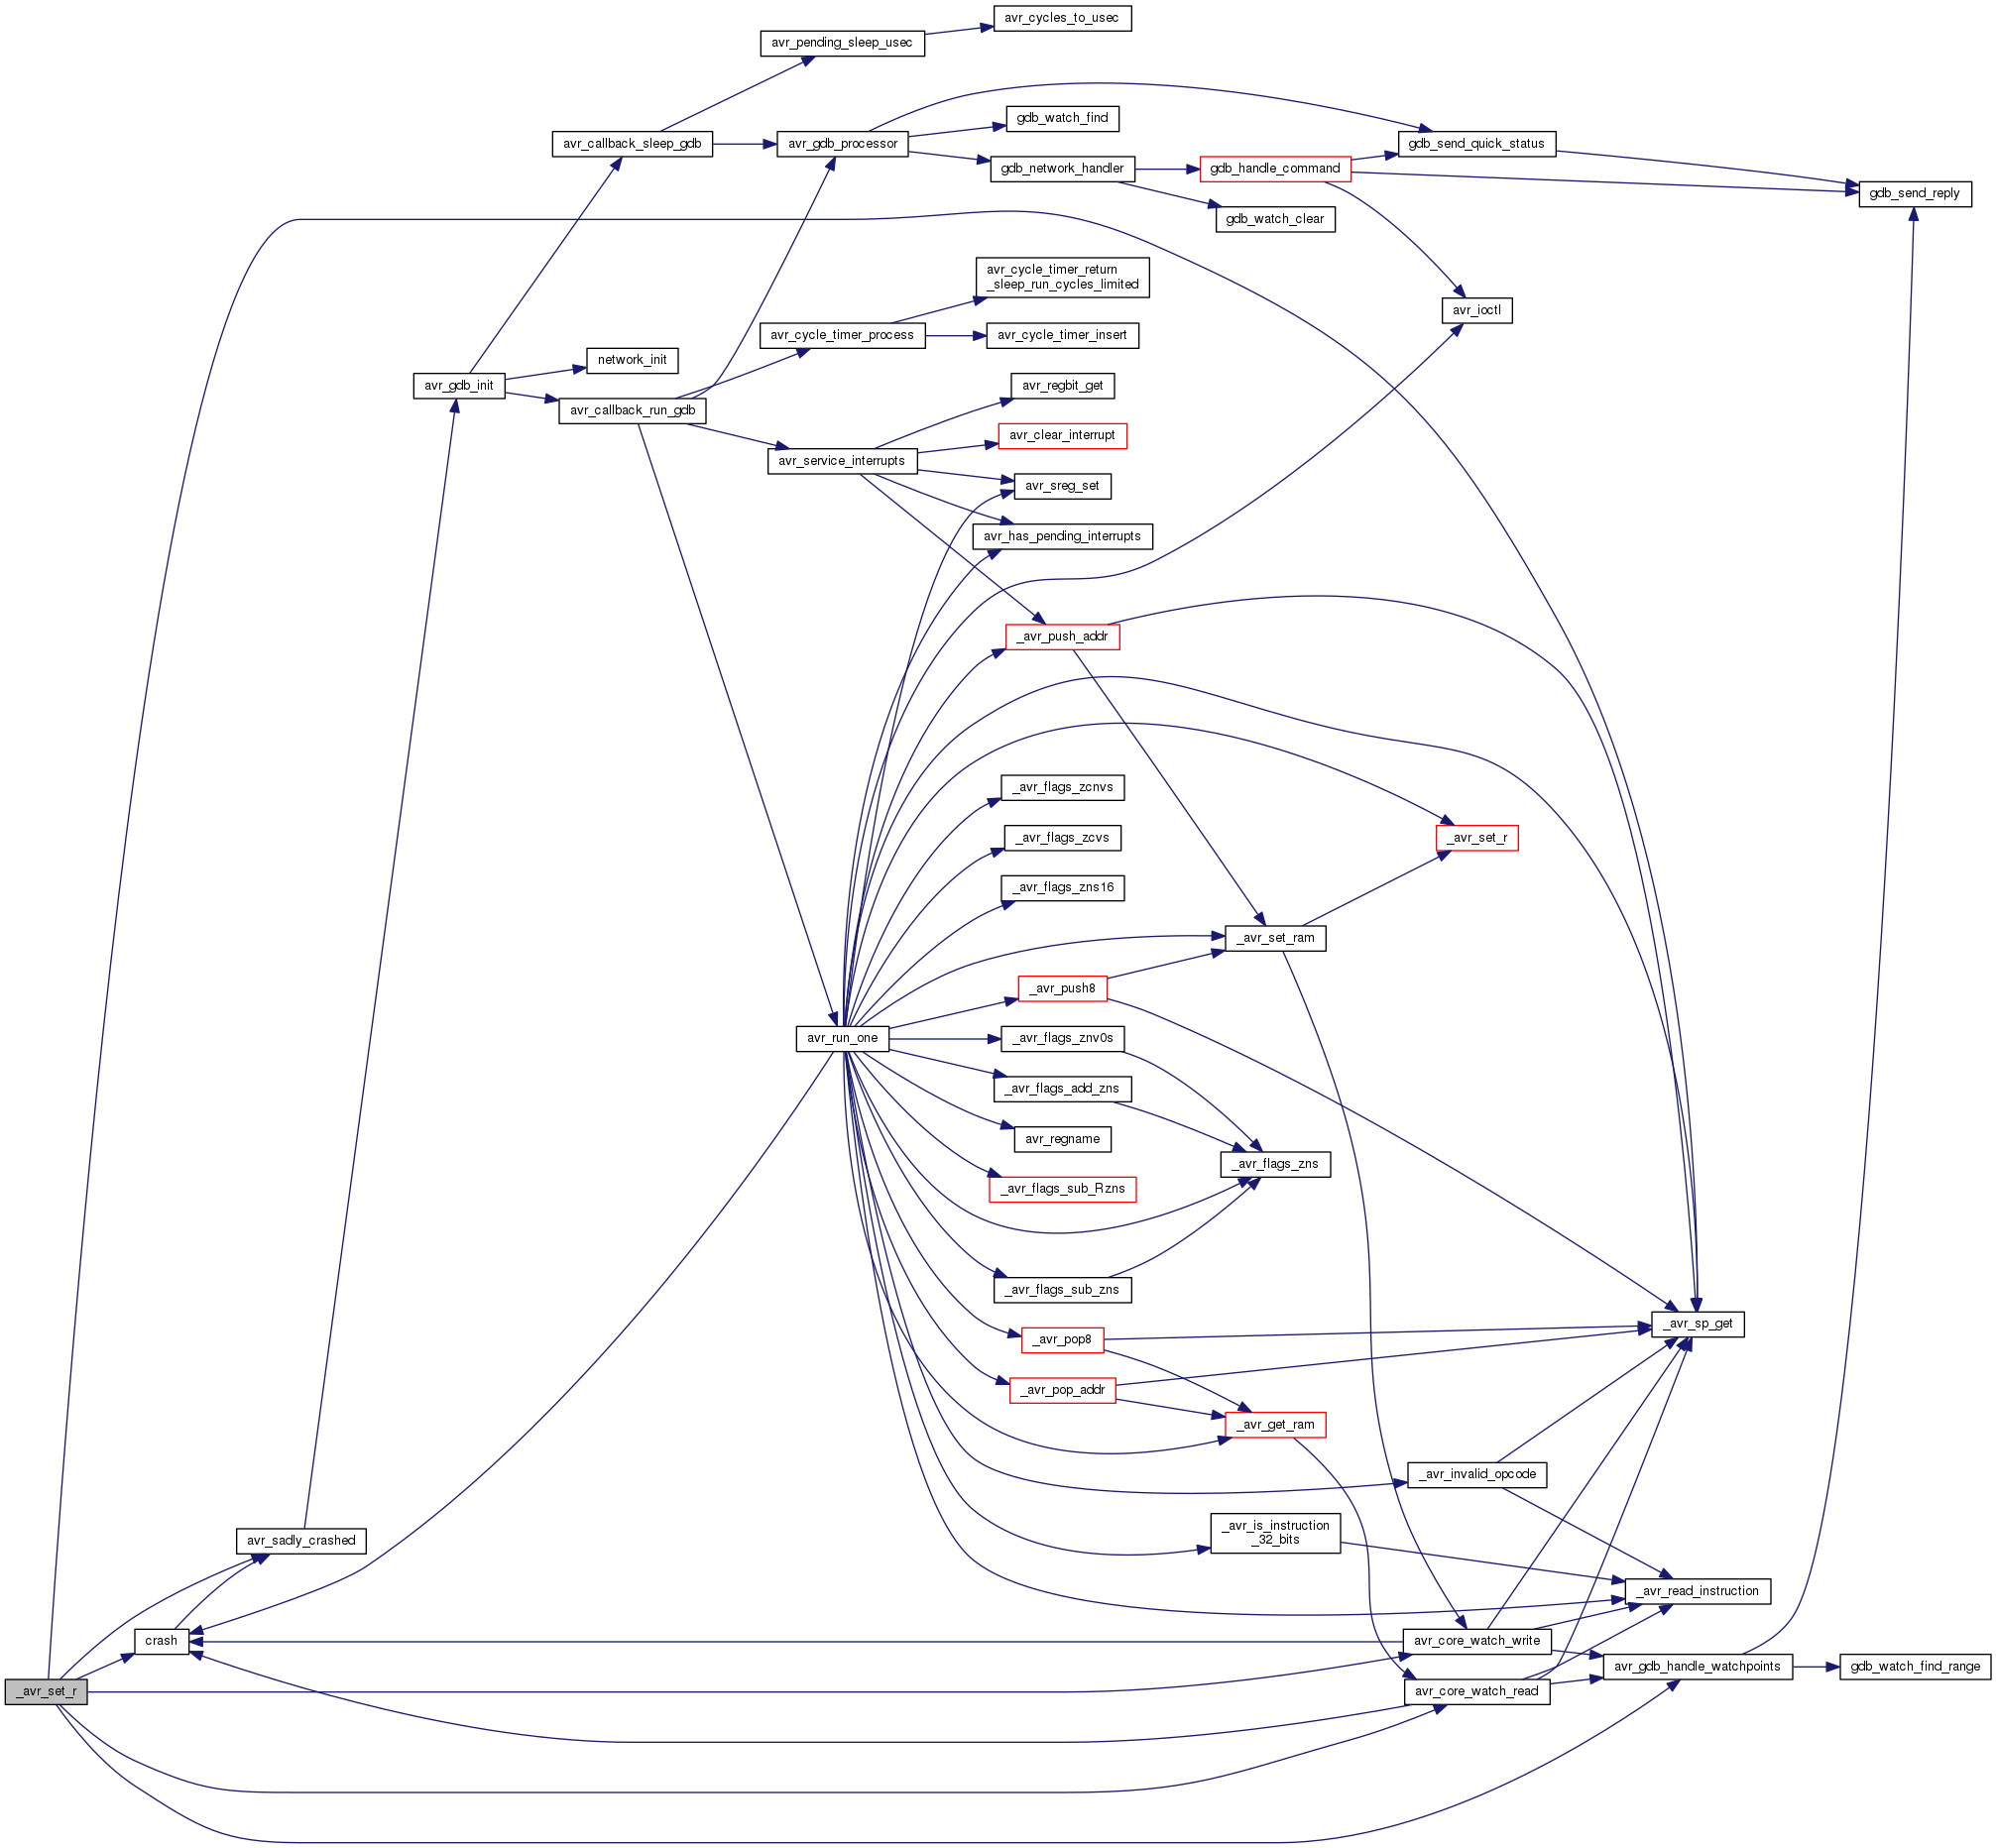 avr_cycles_to_usec
avr_pending_sleep_usec
gdb_watch_find
avr_callback_sleep_gdb
avr_gdb_processor
gdb_send_quick_status
gdb_network_handler
gdb_handle_command
gdb_send_reply
gdb_watch_clear
avr_cycle_timer_return
_sleep_run_cycles_limited
avr_ioctl
avr_cycle_timer_process
avr_cycle_timer_insert
network_init
avr_gdb_init
avr_regbit_get
avr_callback_run_gdb
avr_clear_interrupt
avr_service_interrupts
avr_sreg_set
avr_has_pending_interrupts
_avr_push_addr
_avr_flags_zcnvs
_avr_flags_zcvs
_avr_set_r
_avr_flags_zns16
_avr_set_ram
_avr_push8
avr_run_one
_avr_flags_znv0s
_avr_flags_add_zns
avr_regname
_avr_flags_zns
_avr_flags_sub_Rzns
_avr_flags_sub_zns
_avr_sp_get
_avr_pop8
_avr_pop_addr
_avr_get_ram
_avr_invalid_opcode
_avr_is_instruction
_32_bits
avr_sadly_crashed
_avr_read_instruction
crash
avr_core_watch_write
avr_gdb_handle_watchpoints
gdb_watch_find_range
_avr_set_r
avr_core_watch_read